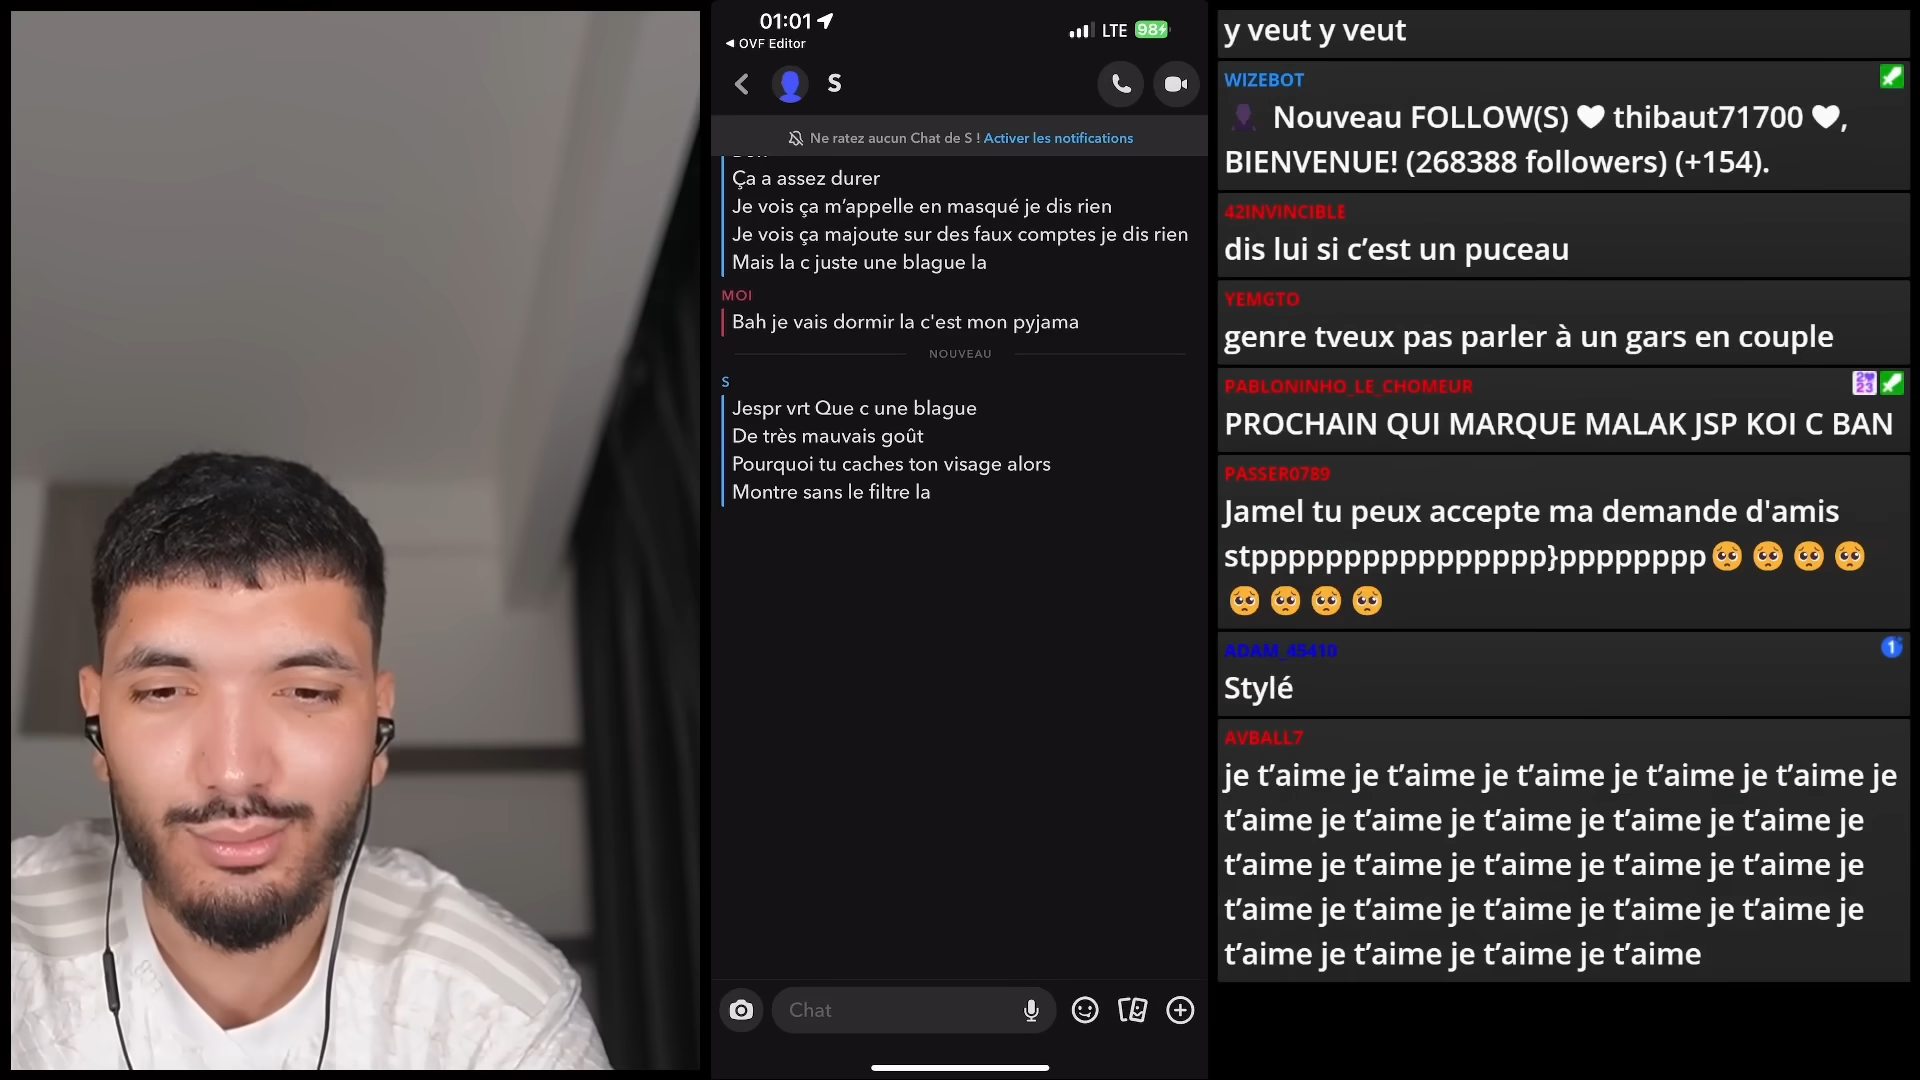 01:01
LTE 98
◀ OVF Editor
S
Ne ratez aucun Chat de S ! Activer les notifications
Ça a assez durer
Je vois ça m’appelle en masqué je dis rien
Je vois ça majoute sur des faux comptes je dis rien
Mais la c juste une blague la
MOI
Bah je vais dormir la c'est mon pyjama
NOUVEAU
S
Jespr vrt Que c une blague
De très mauvais goût
Pourquoi tu caches ton visage alors
Montre sans le filtre la
Chat
y veut y veut
WIZEBOT
Nouveau FOLLOW(S) ♥ thibaut71700 ♥,
BIENVENUE! (268388 followers) (+154).
42INVINCIBLE
dis lui si c’est un puceau
YEMGTO
genre tveux pas parler à un gars en couple
PABLONINHO_LE_CHOMEUR
PROCHAIN QUI MARQUE MALAK JSP KOI C BAN
PASSER0789
Jamel tu peux accepte ma demande d'amis
stpppppppppppppppp}pppppppp🥺🥺🥺🥺
🥺🥺🥺🥺
ADAM_45410
1
Stylé
AVBALL7
je t’aime je t’aime je t’aime je t’aime je t’aime je
t’aime je t’aime je t’aime je t’aime je t’aime je
t’aime je t’aime je t’aime je t’aime je t’aime je
t’aime je t’aime je t’aime je t’aime je t’aime je
t’aime je t’aime je t’aime je t’aime